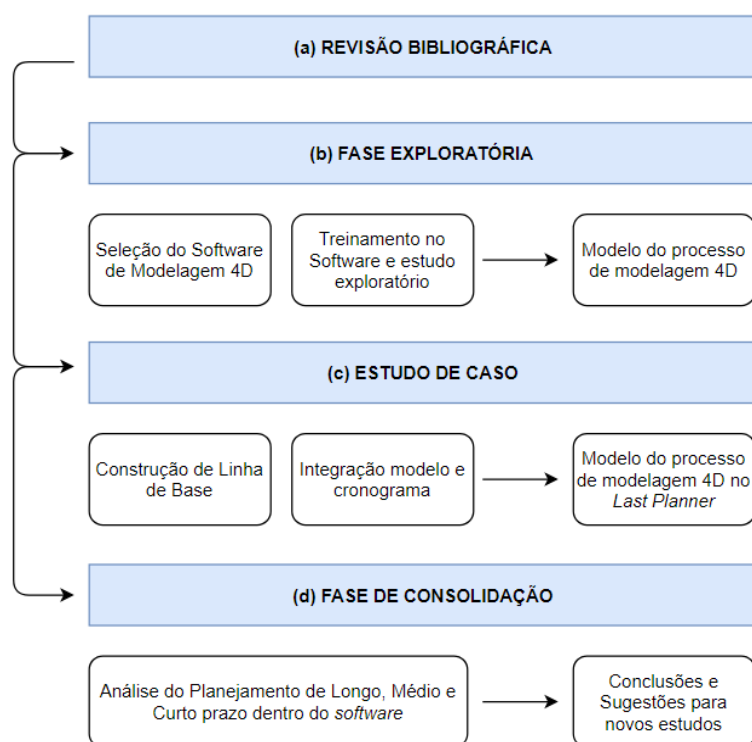 (a) REVISÃO BIBLIOGRÁFICA
(b) FASE EXPLORATÓRIA
Seleção do Software
de Modelagem 4D
Treinamento no
Software e estudo
exploratório
Modelo do processo
de modelagem 4D
(c) ESTUDO DE CASO
Construção de Linha
de Base
Integração modelo e
cronograma
Modelo do processo
de modelagem 4D no
Last Planner
(d) FASE DE CONSOLIDAÇÃO
Análise do Planejamento de Longo, Médio e
Curto prazo dentro do software
Conclusões e
Sugestões para
novos estudos